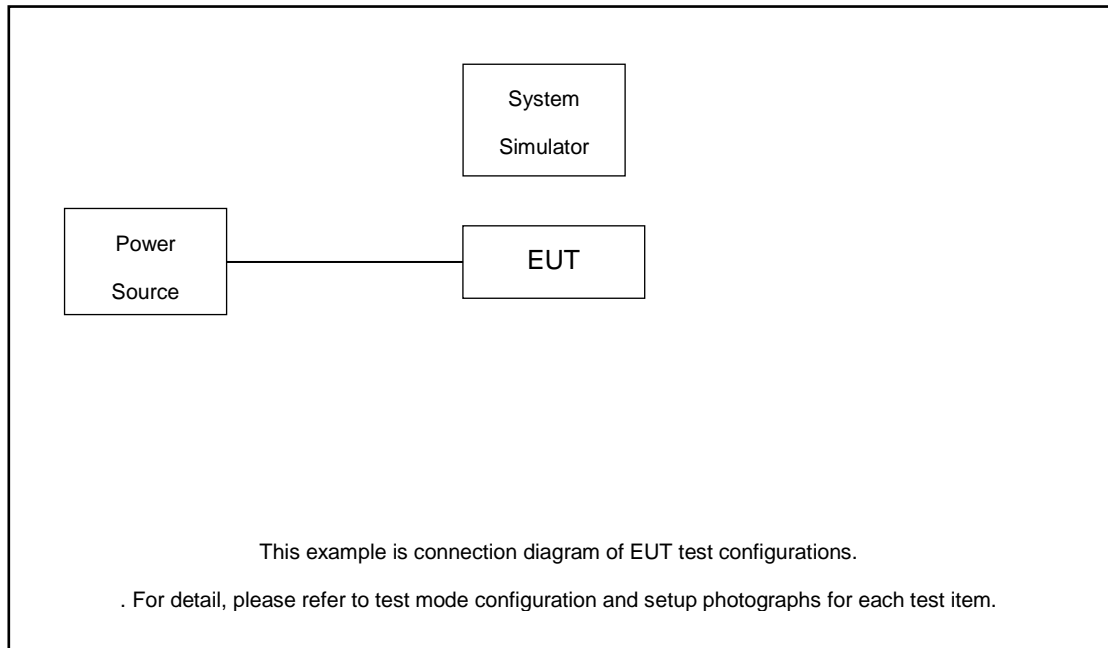 System
Simulator
Power
Source
EUT
This example is connection diagram of EUT test configurations.
. For detail, please refer to test mode configuration and setup photographs for each test item.